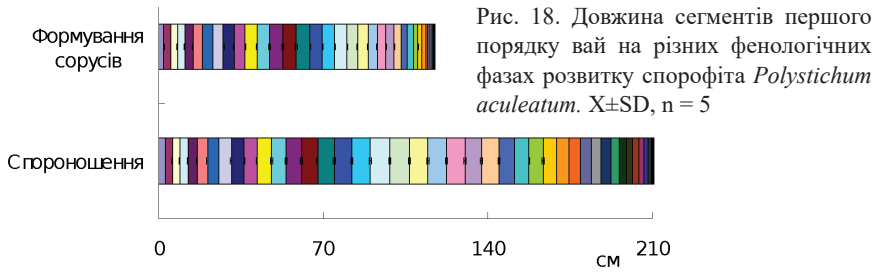 Формування
сорусів
Спороношення
0
70
140
210
см
Рис. 18. Довжина сегментів першого
порядку вай на різних фенологічних
фазах розвитку спорофіта Polystichum
aculeatum. X±SD, n = 5